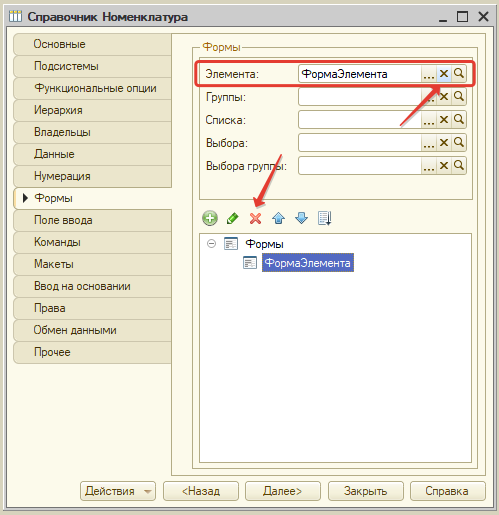 Справочник Номенклатура
Основные
Подсистемы
Функциональные опции
Иерархия
Владельцы
Данные
Нумерация
Формы
Поле ввода
Команды
Макеты
Ввод на основании
Права
Обмен данными
Прочее
Формы
Элемента: ФормаЭлемента
Группы:
Списка:
Выбора:
Выбора группы:
Формы
ФормаЭлемента
Действия
<Назад
Далее>
Закрыть
Справка